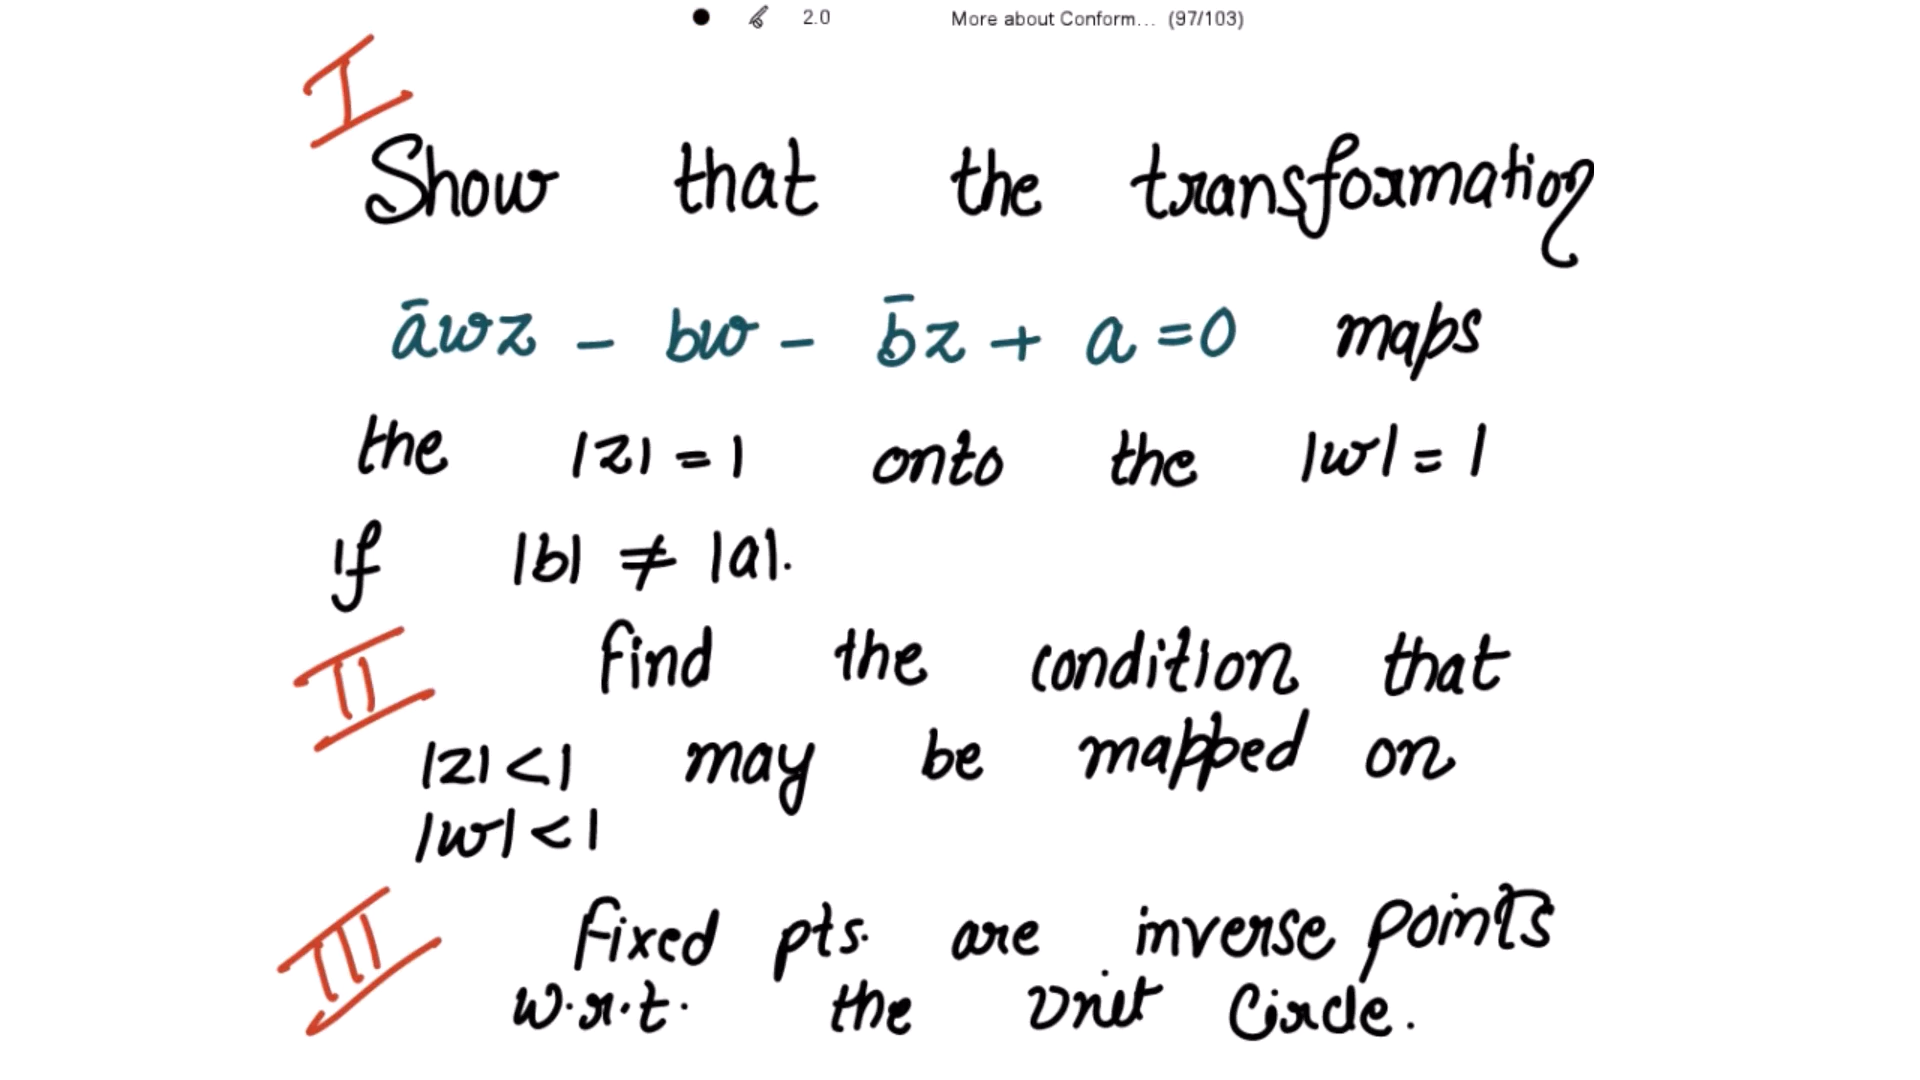 2.0 More about Conform... (97/103)
I
Show that the transformation
āwz - bw - b̄z + a = 0 maps
the |z| = 1 onto the |w| = 1
if |b| ≠ |a|.
II find the condition that
|z| < 1 may be mapped on
|w| < 1
III fixed pts. are inverse points
w.r.t. the Unit Circle.